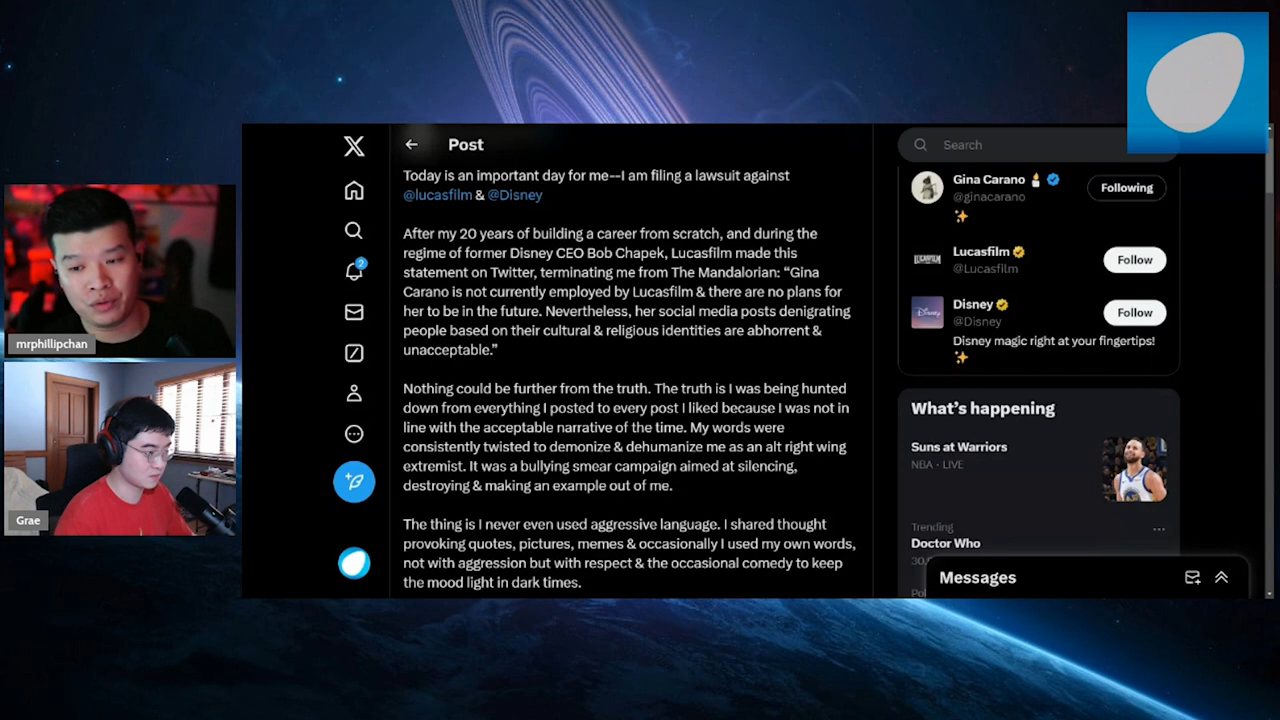 Post
Today is an important day for me--I am filing a lawsuit against
@lucasfilm & @Disney
After my 20 years of building a career from scratch, and during the
regime of former Disney CEO Bob Chapek, Lucasfilm made this
statement on Twitter, terminating me from The Mandalorian: “Gina
Carano is not currently employed by Lucasfilm & there are no plans for
her to be in the future. Nevertheless, her social media posts denigrating
people based on their cultural & religious identities are abhorrent &
unacceptable.”
Nothing could be further from the truth. The truth is I was being hunted
down from everything I posted to every post I liked because I was not in
line with the acceptable narrative of the time. My words were
consistently twisted to demonize & dehumanize me as an alt right wing
extremist. It was a bullying smear campaign aimed at silencing,
destroying & making an example out of me.
The thing is I never even used aggressive language. I shared thought
provoking quotes, pictures, memes & occasionally I used my own words,
not with aggression but with respect & the occasional comedy to keep
the mood light in dark times.
2
Search
Gina Carano
@ginacarano
Following
LUCASFILM
Lucasfilm
@Lucasfilm
Follow
Disney
Disney
@Disney
Follow
Disney magic right at your fingertips!
What’s happening
Suns at Warriors
NBA · LIVE
Trending
Doctor Who
Messages
mrphillipchan
Grae